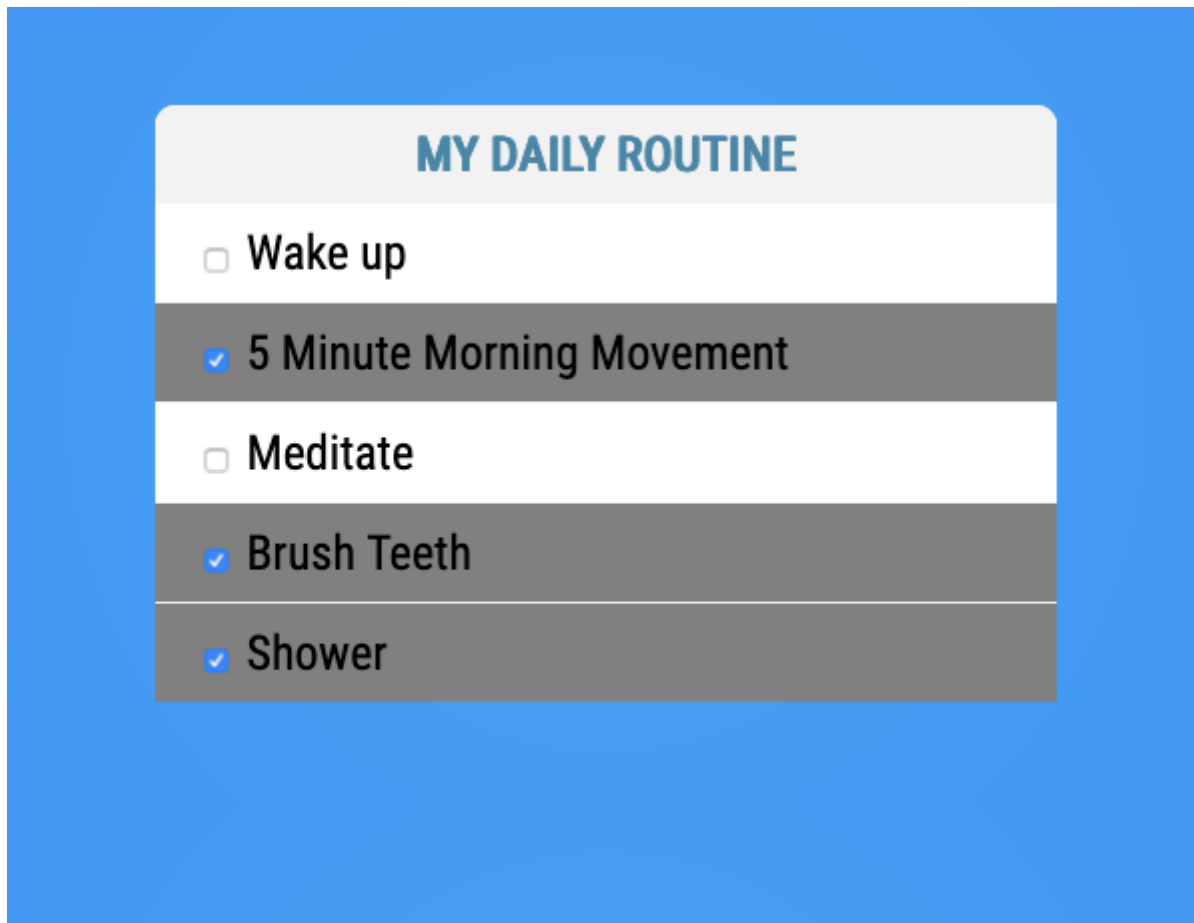 MY DAILY ROUTINE
Wake up
5 Minute Morning Movement
Meditate
Brush Teeth
Shower